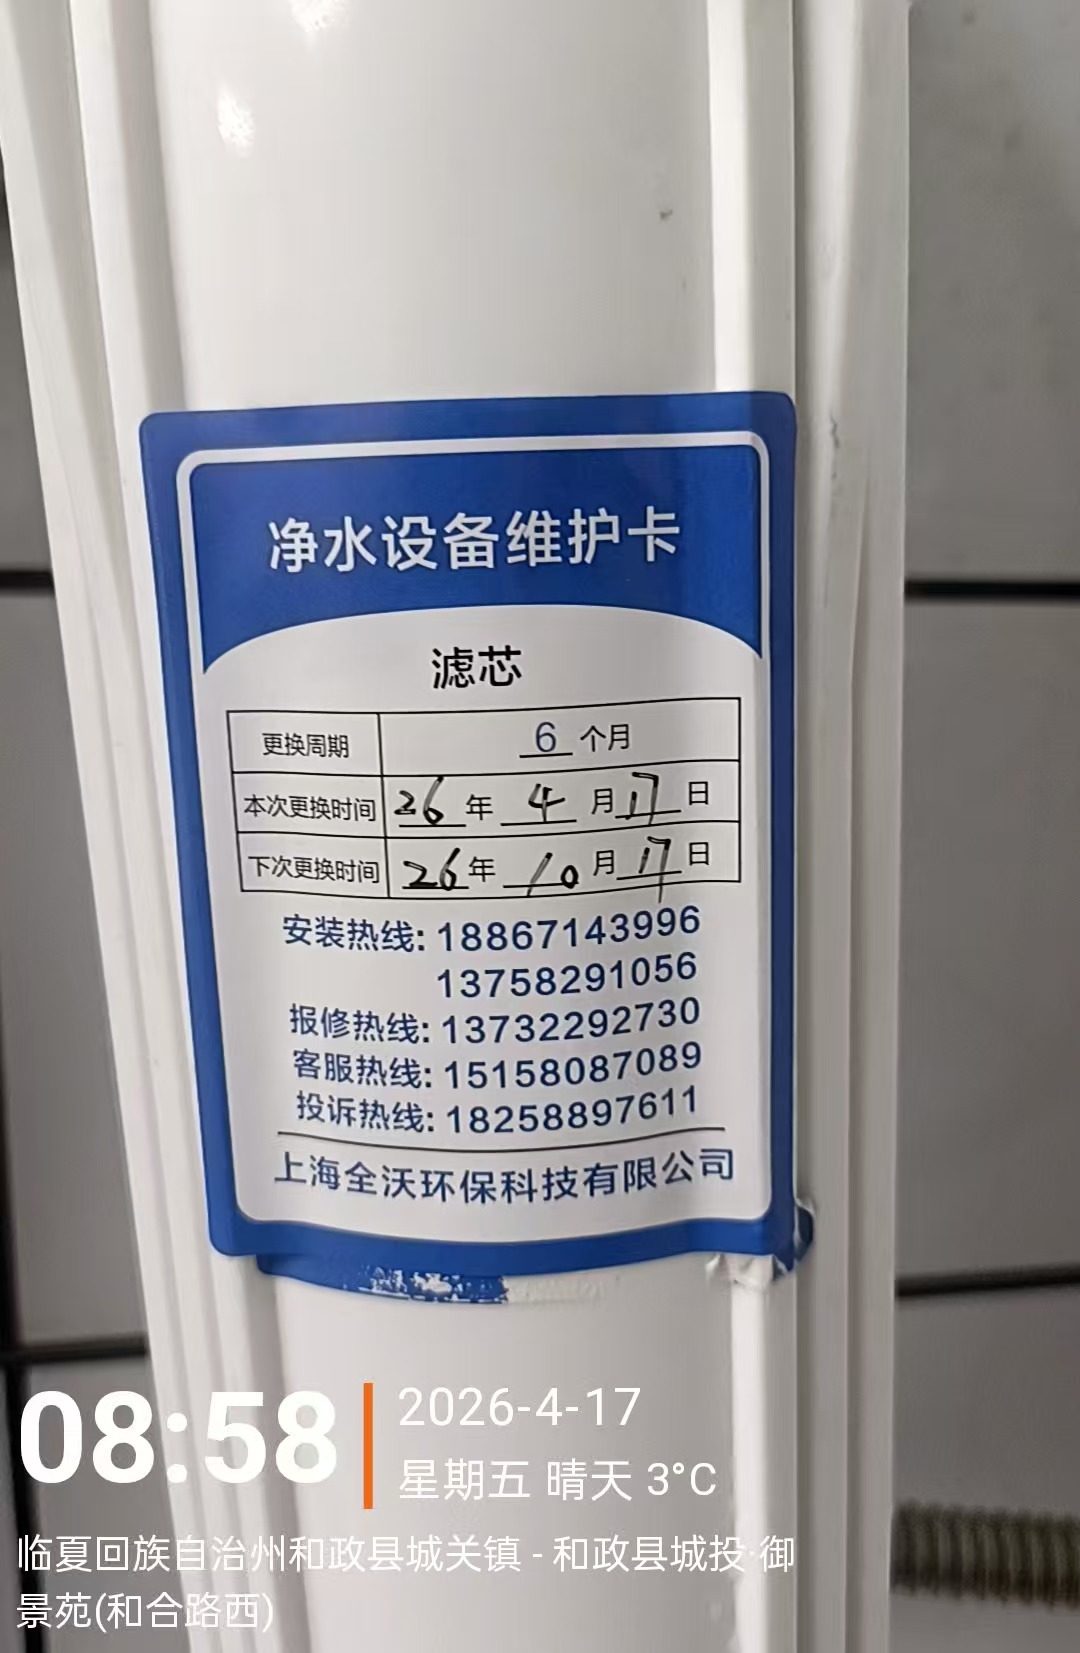 净水设备维护卡
滤芯
更换周期 6 个月
本次更换时间 26 年 4 月 17 日
下次更换时间 26 年 10 月 17 日
安装热线: 18867143996
13758291056
报修热线: 13732292730
客服热线: 15158087089
投诉热线: 18258897611
上海全沃环保科技有限公司
08:58
2026-4-17
星期五 晴天 3°C
临夏回族自治州和政县城关镇 - 和政县城投·御
景苑(和合路西)